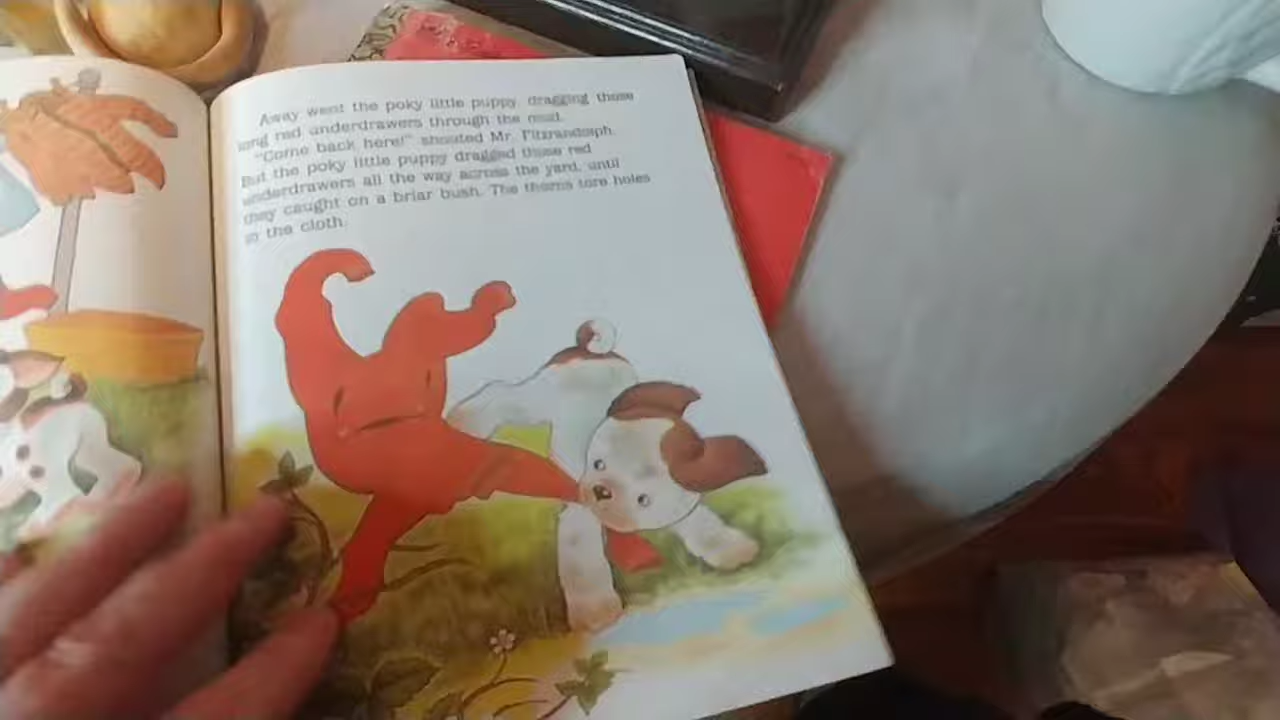 Away went the poky little puppy, dragging those
long red underdrawers through the mud.
"Come back here!" shouted Mr. Fitzrandolph.
But the poky little puppy dragged those red
underdrawers all the way across the yard, until
they caught on a briar bush. The thorns tore holes
in the cloth.